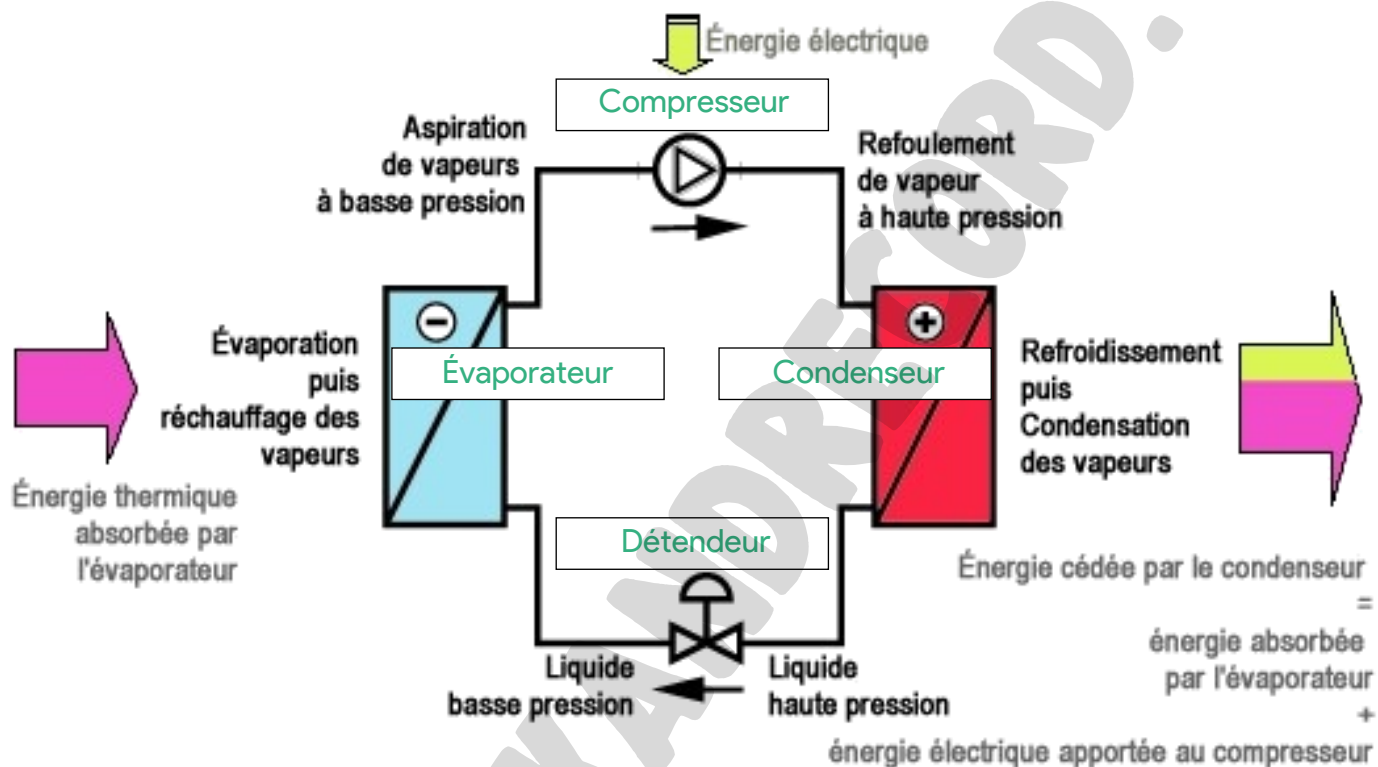 Énergie électrique
Compresseur
Aspiration
de vapeurs
à basse pression
Refoulement
de vapeur
à haute pression
Évaporation
puis
réchauffage des
vapeurs
Évaporateur
Condenseur
Refroidissement
puis
Condensation
des vapeurs
Énergie thermique
absorbée par
l'évaporateur
Détendeur
Liquide
basse pression
Liquide
haute pression
Énergie cédée par le condenseur
=
énergie absorbée
par l'évaporateur
+
énergie électrique apportée au compresseur
XANDRECORD.